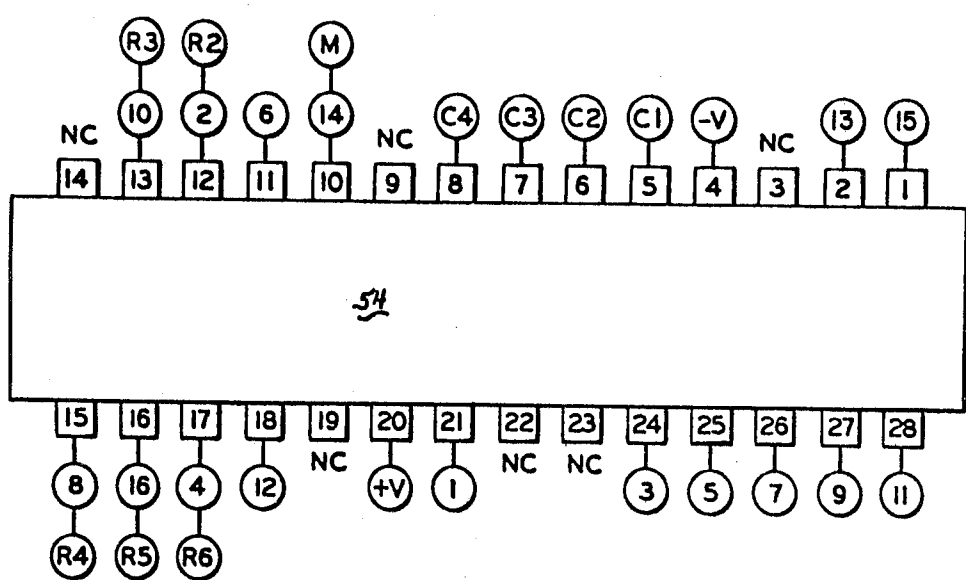 R3 R2 M
10 2 6 14 C4 C3 C2 C1 -V 13 15
NC NC NC
14 13 12 11 10 9 8 7 6 5 4 3 2 1
54
15 16 17 18 19 20 21 22 23 24 25 26 27 28
NC NC NC
8 16 4 12 +V 1 3 5 7 9 11
R4 R5 R6